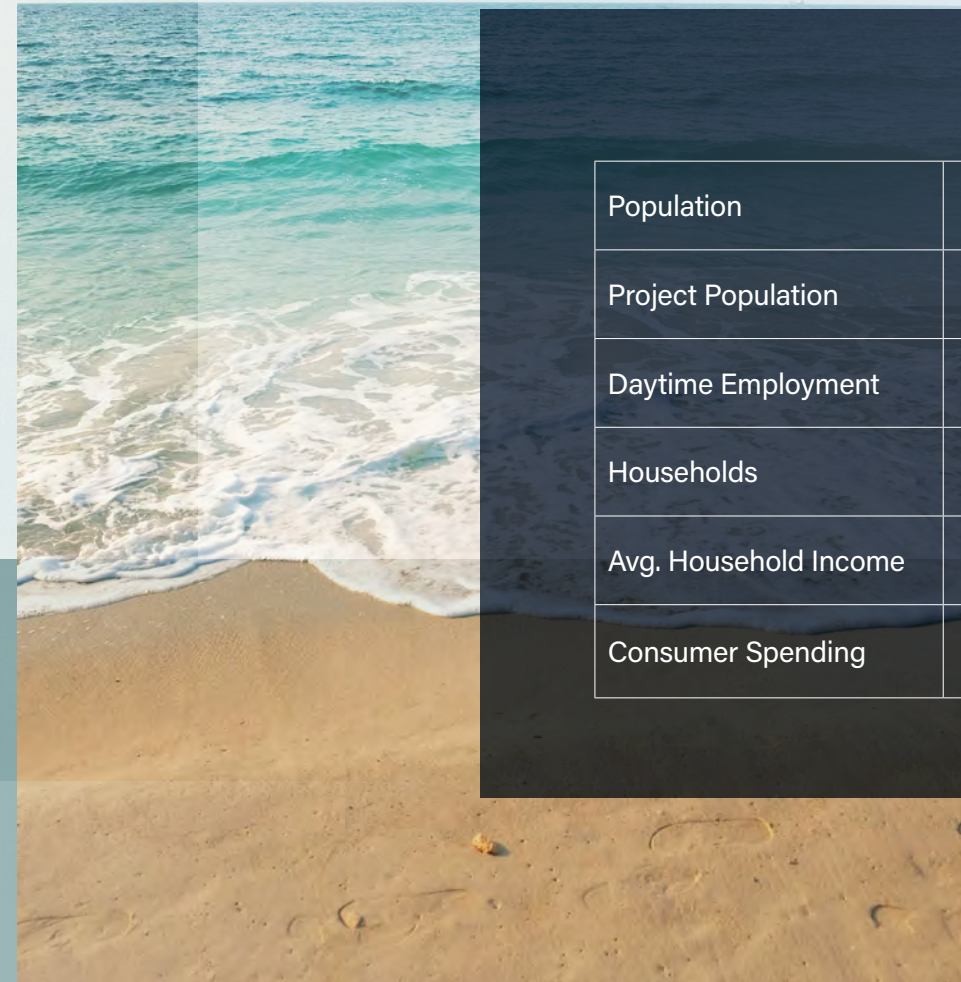 Population
Project Population
Daytime Employment
Households
Avg. Household Income
Consumer Spending